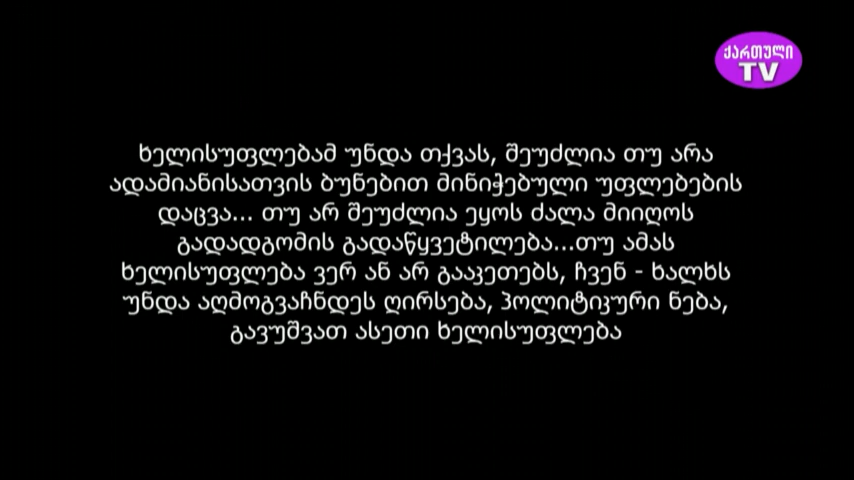 ქართული
TV
ხელისუფლებამ უნდა თქვას, შეუძლია თუ არა
ადამიანისათვის ბუნებით მინიჭებული უფლებების
დაცვა... თუ არ შეუძლია ეყოს ძალა მიიღოს
გადადგომის გადაწყვეტილება...თუ ამას
ხელისუფლება ვერ ან არ გააკეთებს, ჩვენ - ხალხს
უნდა აღმოგვაჩნდეს ღირსება, პოლიტიკური ნება,
გავუშვათ ასეთი ხელისუფლება